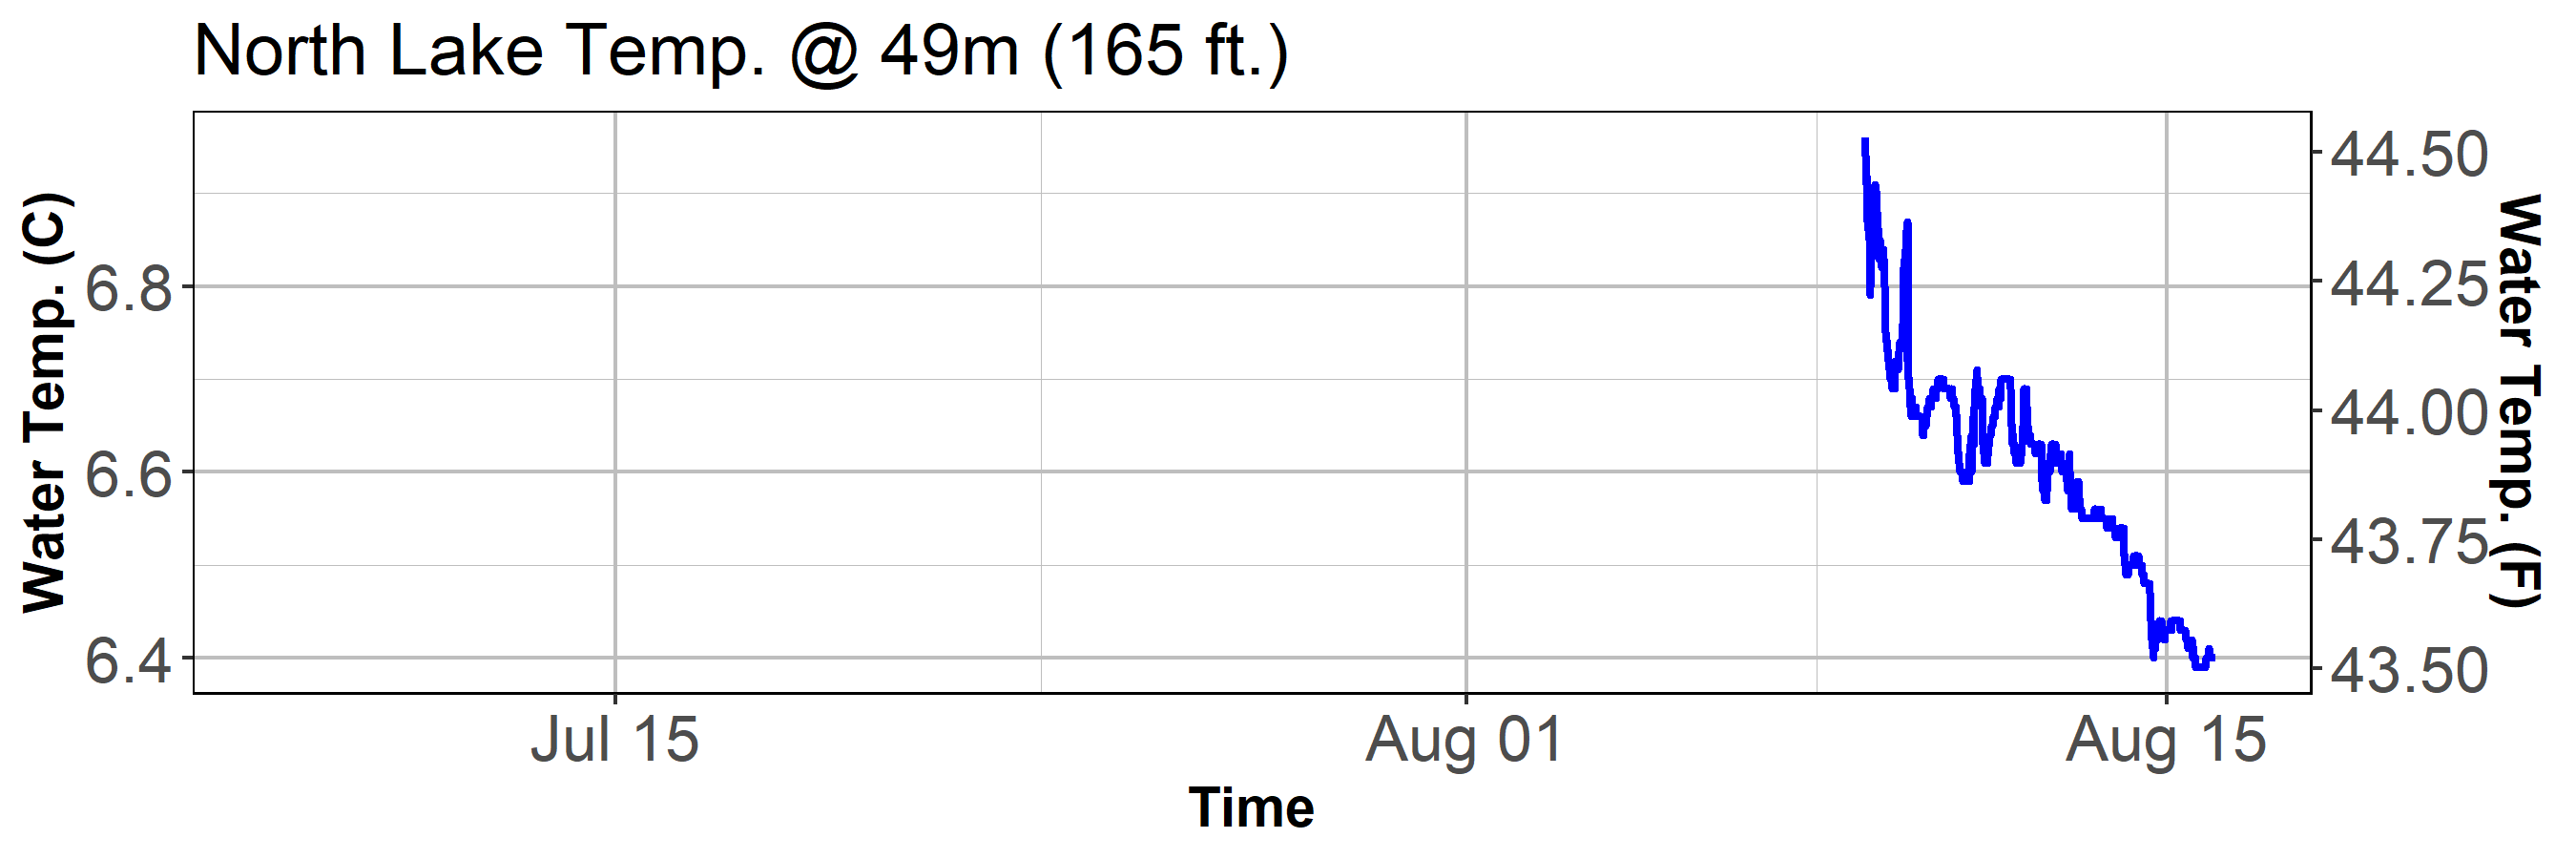 North Lake Temp. @ 49m (165 ft.)
Water Temp. (C)
6.8
6.6
6.4
44.50
44.25
44.00
43.75
43.50
Water Temp. (F)
Jul 15
Aug 01
Aug 15
Time